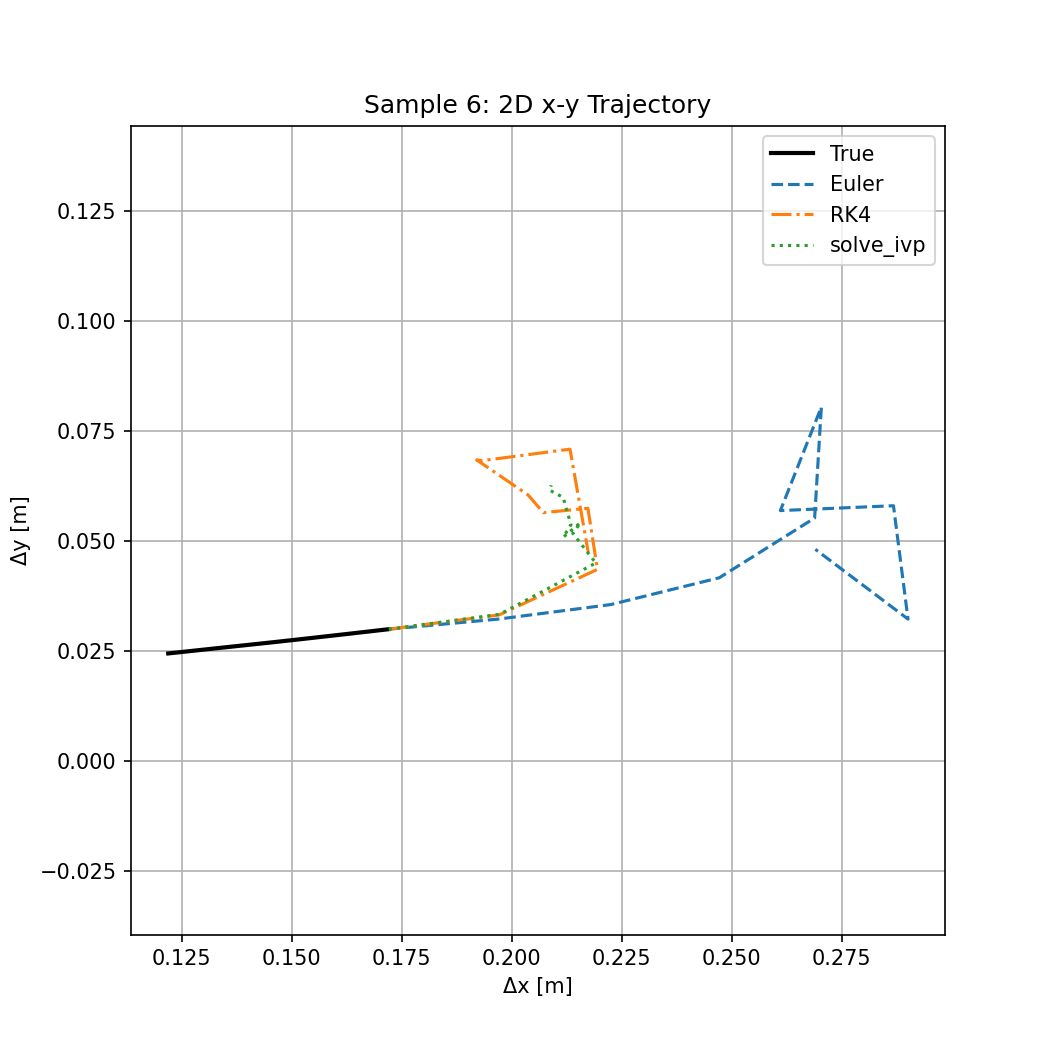 Sample 6: 2D x-y Trajectory
True
Euler
RK4
solve_ivp
0.125
0.100
0.075
0.050
0.025
0.000
−0.025
Δy [m]
0.125 0.150 0.175 0.200 0.225 0.250 0.275
Δx [m]